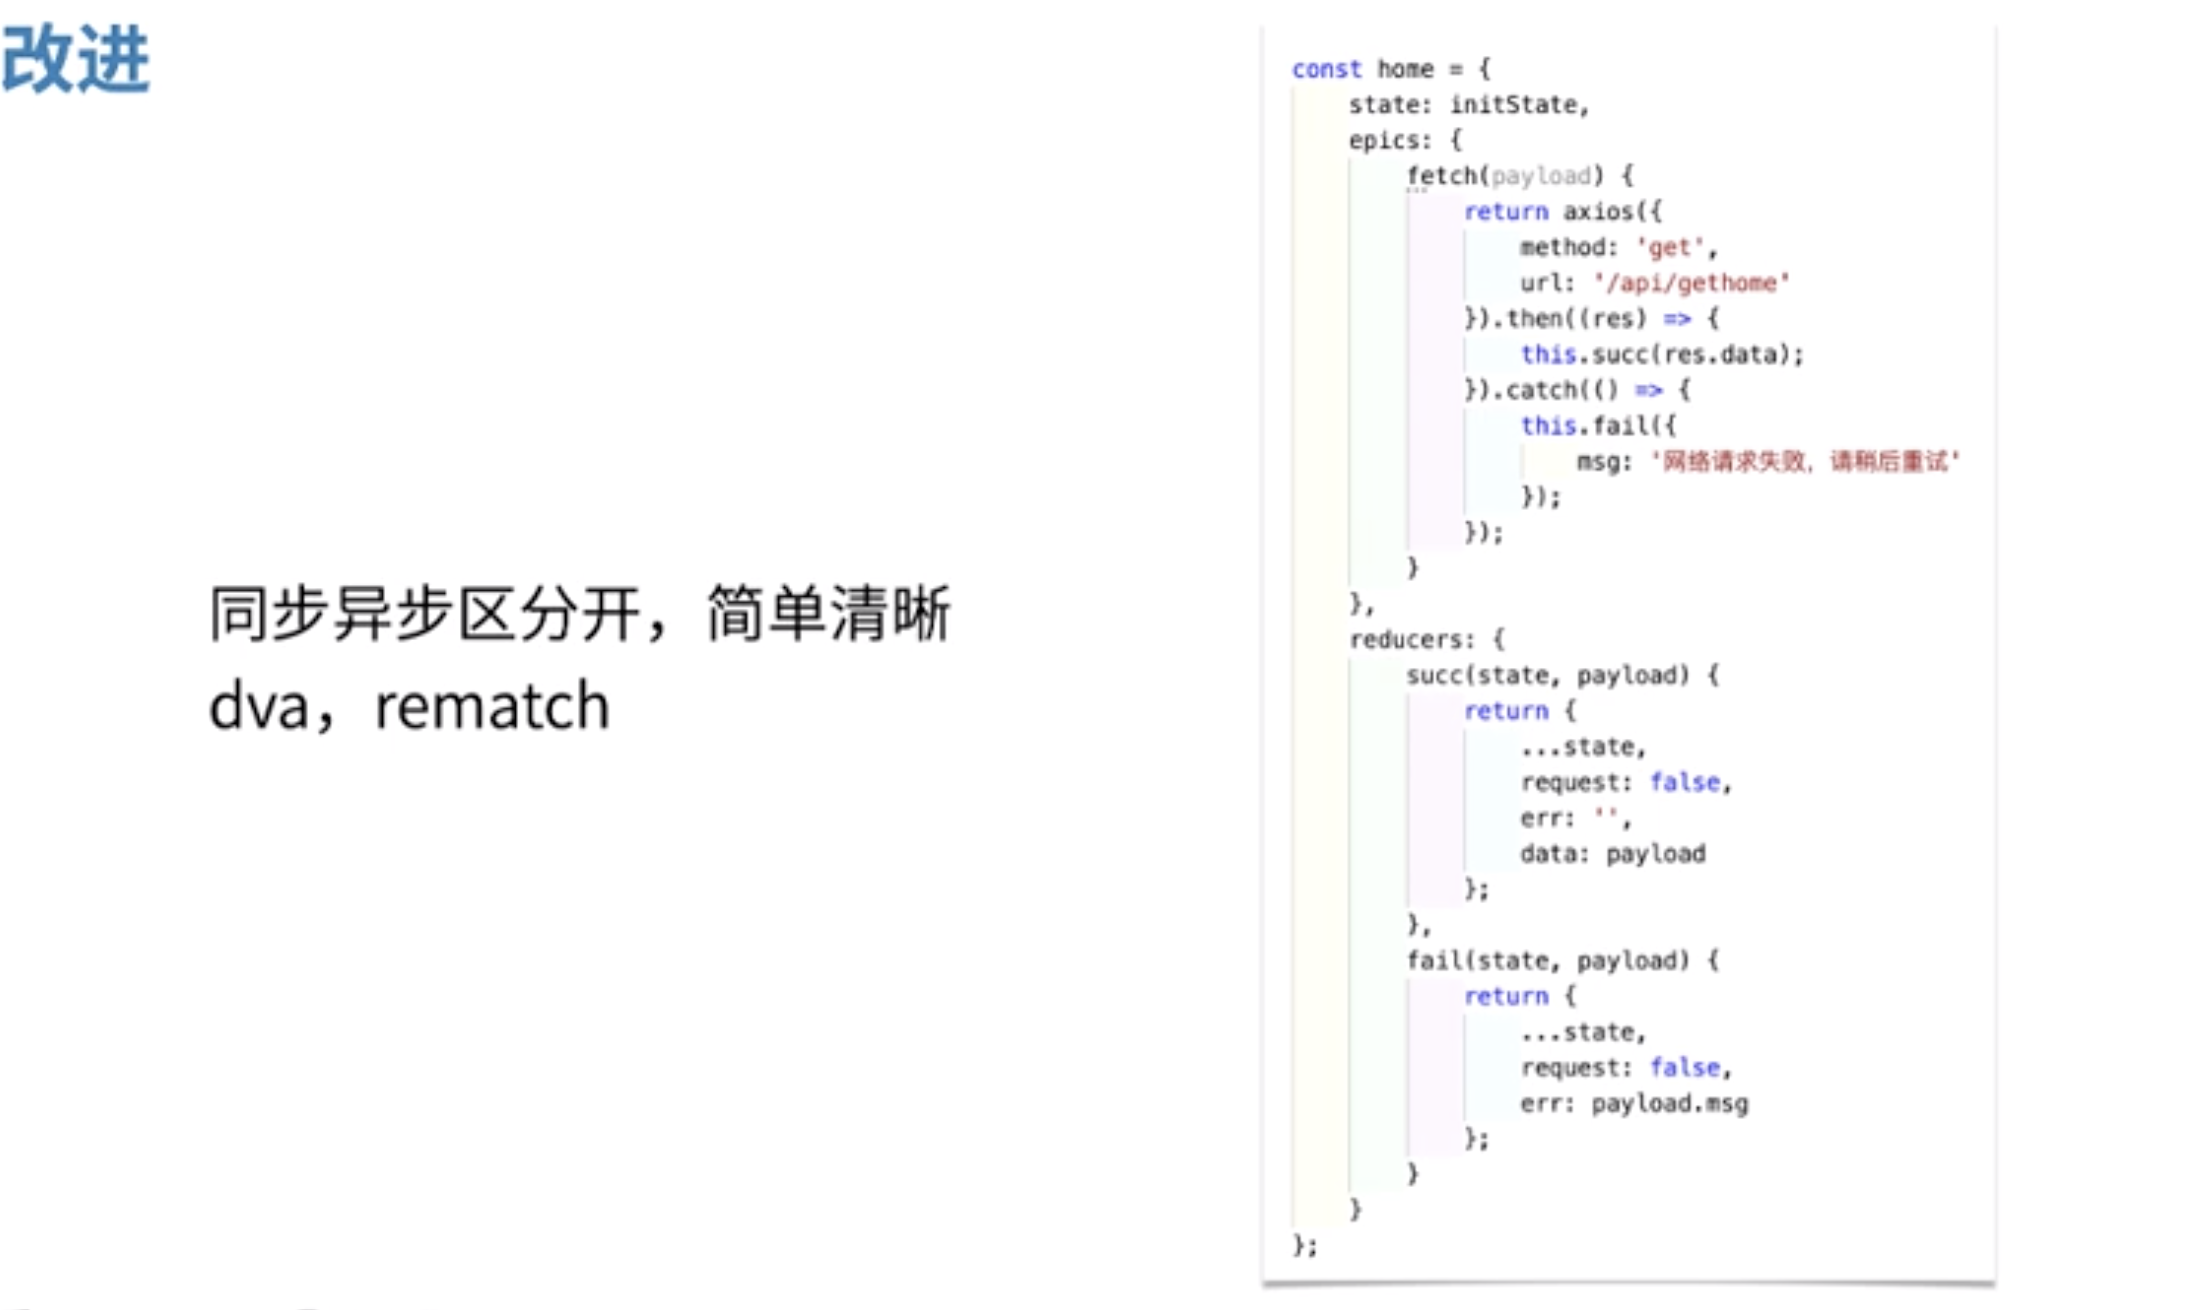 改进
同步异步区分开，简单清晰
dva，rematch
const home = {
    state: initState,
    epics: {
        fetch(payload) {
            return axios({
                method: 'get',
                url: '/api/gethome'
            }).then((res) => {
                this.succ(res.data);
            }).catch(() => {
                this.fail({
                    msg: '网络请求失败，请稍后重试'
                });
            });
        }
    },
    reducers: {
        succ(state, payload) {
            return {
                ...state,
                request: false,
                err: '',
                data: payload
            };
        },
        fail(state, payload) {
            return {
                ...state,
                request: false,
                err: payload.msg
            };
        }
    }
};